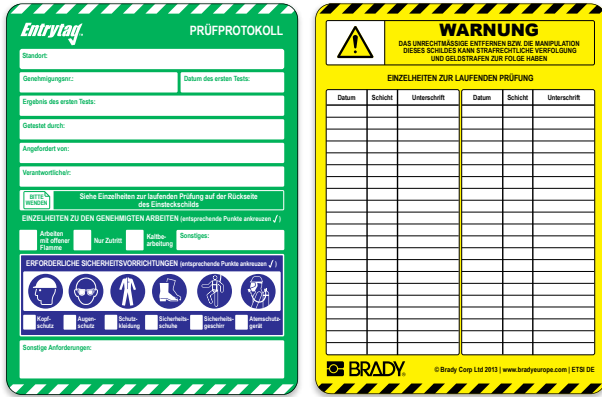 Entrytag.
PRÜFPROTOKOLL
Standort:
Genehmigungsnr.:
Datum des ersten Tests:
Ergebnis des ersten Tests:
Getestet durch:
Angefordert von:
Verantwortliche/r:
BITTE
WENDEN
Siehe Einzelheiten zur laufenden Prüfung auf der Rückseite
des Einsteckschilds
EINZELHEITEN ZU DEN GENEHMIGTEN ARBEITEN (entsprechende Punkte ankreuzen ✓)
Arbeiten
mit offener
Flamme
Nur Zutritt
Kaltbe-
arbeitung
Sonstiges:
ERFORDERLICHE SICHERHEITSVORRICHTUNGEN (entsprechende Punkte ankreuzen ✓)
Kopf-
schutz
Augen-
schutz
Schutz-
kleidung
Sicherheits-
schuhe
Sicherheits-
geschirr
Atemschutz-
gerät
Sonstige Anforderungen:
WARNUNG
DAS UNRECHTMÄSSIGE ENTFERNEN BZW. DIE MANIPULATION
DIESES SCHILDES KANN STRAFRECHTLICHE VERFOLGUNG
UND GELDSTRAFEN ZUR FOLGE HABEN
EINZELHEITEN ZUR LAUFENDEN PRÜFUNG
Datum Schicht Unterschrift Datum Schicht Unterschrift
BRADY.
© Brady Corp Ltd 2013 | www.bradyeurope.com | ETSI DE